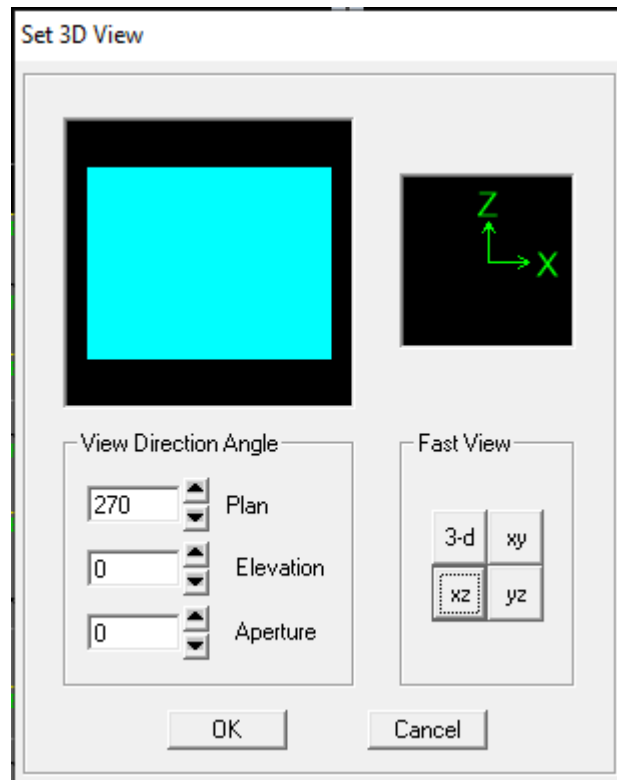 Set 3D View
Z
X
View Direction Angle
270 Plan
0 Elevation
0 Aperture
Fast View
3-d xy
xz yz
OK Cancel